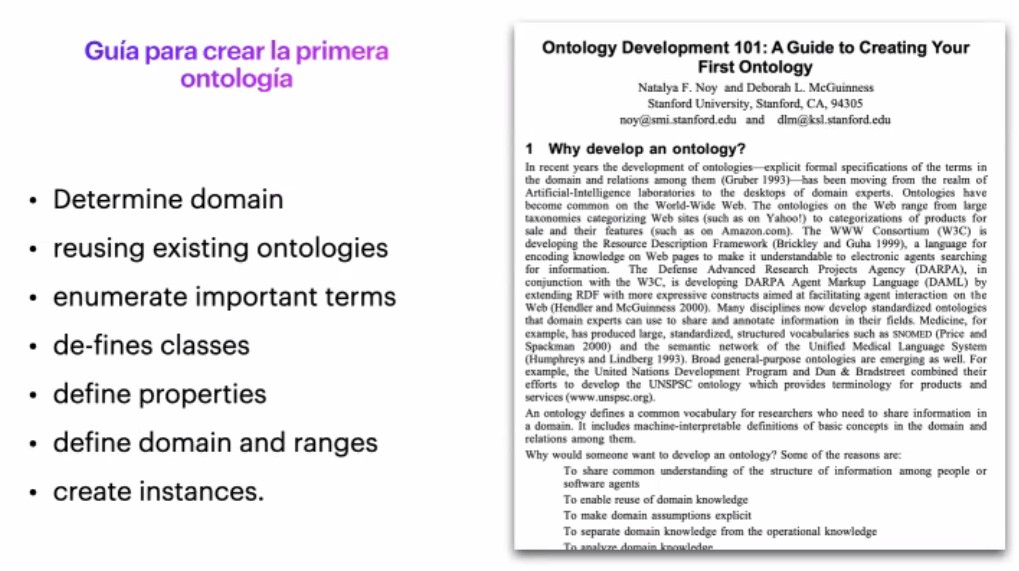 Guía para crear la primera
ontología
• Determine domain
• reusing existing ontologies
• enumerate important terms
• de-fines classes
• define properties
• define domain and ranges
• create instances.
Ontology Development 101: A Guide to Creating Your
First Ontology
Natalya F. Noy and Deborah L. McGuinness
Stanford University, Stanford, CA, 94305
noy@smi.stanford.edu and dlm@ksl.stanford.edu
1 Why develop an ontology?
In recent years the development of ontologies—explicit formal specifications of the terms in
the domain and relations among them (Gruber 1993)—has been moving from the realm of
Artificial-Intelligence laboratories to the desktops of domain experts. Ontologies have
become common on the World-Wide Web. The ontologies on the Web range from large
taxonomies categorizing Web sites (such as on Yahoo!) to categorizations of products for
sale and their features (such as on Amazon.com). The WWW Consortium (W3C) is
developing the Resource Description Framework (Brickley and Guha 1999), a language for
encoding knowledge on Web pages to make it understandable to electronic agents searching
for information. The Defense Advanced Research Projects Agency (DARPA), in
conjunction with the W3C, is developing DARPA Agent Markup Language (DAML) by
extending RDF with more expressive constructs aimed at facilitating agent interaction on the
Web (Hendler and McGuinness 2000). Many disciplines now develop standardized ontologies
that domain experts can use to share and annotate information in their fields. Medicine, for
example, has produced large, standardized, structured vocabularies such as SNOMED (Price and
Spackman 2000) and the semantic network of the Unified Medical Language System
(Humphreys and Lindberg 1993). Broad general-purpose ontologies are emerging as well. For
example, the United Nations Development Program and Dun & Bradstreet combined their
efforts to develop the UNSPSC ontology which provides terminology for products and
services (www.unspsc.org).
An ontology defines a common vocabulary for researchers who need to share information in
a domain. It includes machine-interpretable definitions of basic concepts in the domain and
relations among them.
Why would someone want to develop an ontology? Some of the reasons are:
To share common understanding of the structure of information among people or
software agents
To enable reuse of domain knowledge
To make domain assumptions explicit
To separate domain knowledge from the operational knowledge
To analyze domain knowledge